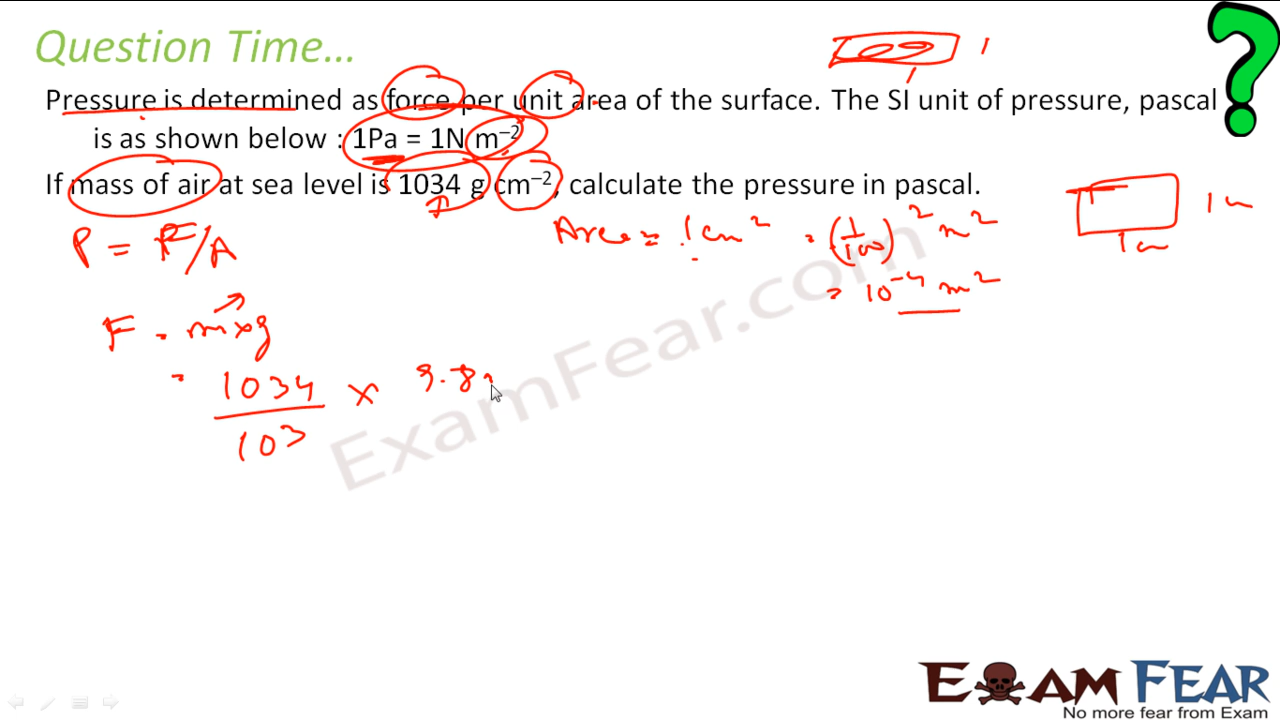 Question Time...
Pressure is determined as force per unit area of the surface. The SI unit of pressure, pascal
is as shown below : 1Pa = 1N m⁻²
If mass of air at sea level is 1034 g cm⁻², calculate the pressure in pascal.
P = F/A
Area = 1cm² = (1/100)² m²
= 10⁻⁴ m²
1cm
1cm
F = m×g
= 1034/10³ × 9.8
ExamFear.com
EXAM FEAR
No more fear from Exam